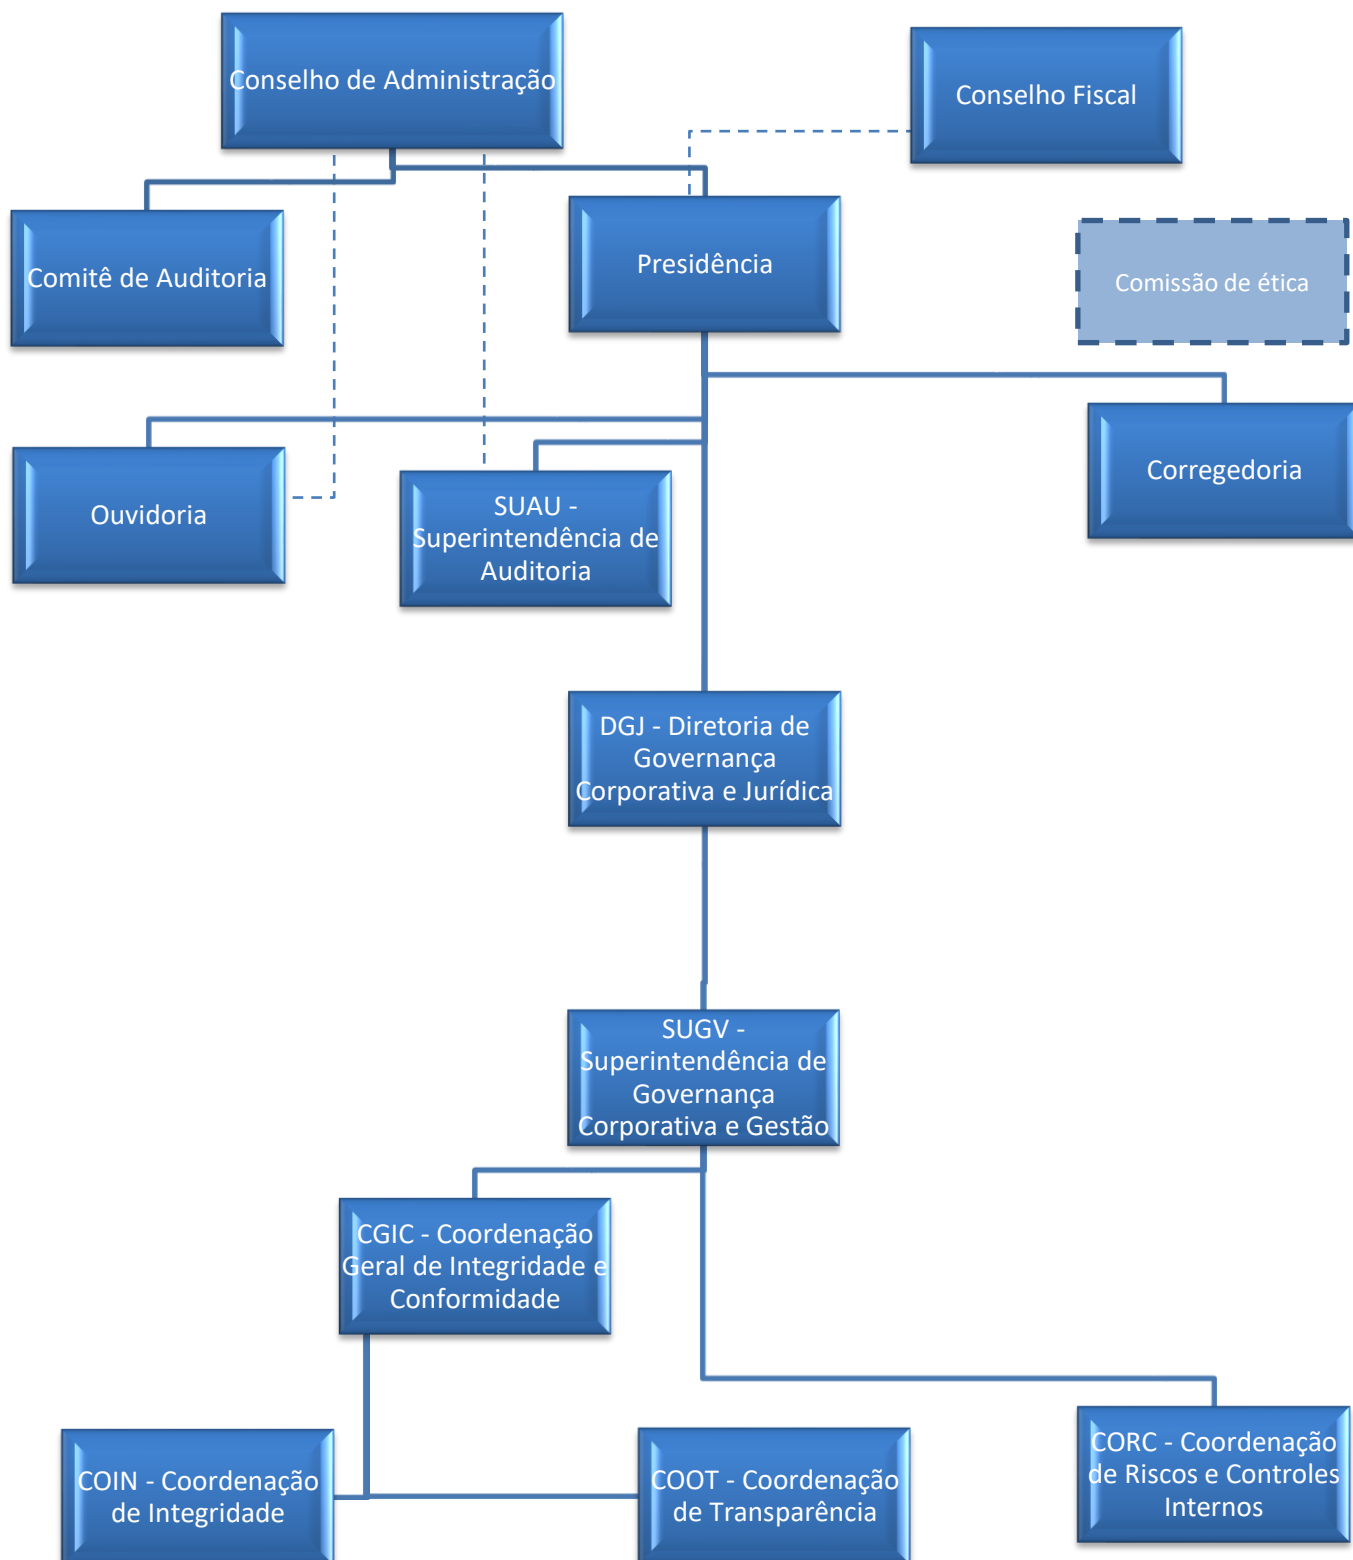 Conselho de Administração
Conselho Fiscal
Comitê de Auditoria
Presidência
Comissão de ética
Ouvidoria
SUAU -
Superintendência de
Auditoria
Corregedoria
DGJ - Diretoria de
Governança
Corporativa e Jurídica
SUGV -
Superintendência de
Governança
Corporativa e Gestão
CGIC - Coordenação
Geral de Integridade e
Conformidade
COIN - Coordenação
de Integridade
COOT - Coordenação
de Transparência
CORC - Coordenação
de Riscos e Controles
Internos